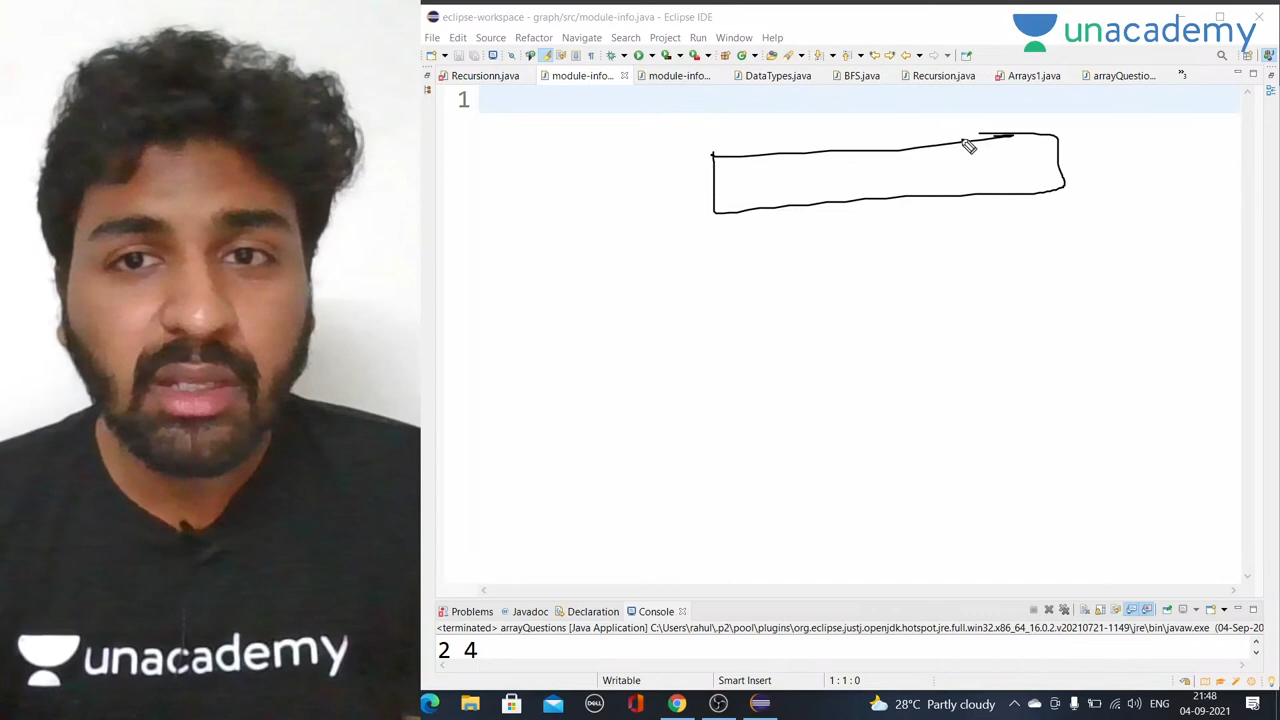 eclipse-workspace - graph/src/module-info.java - Eclipse IDE
unacademy
File Edit Source Refactor Navigate Search Project Run Window Help
Recursionn.java module-info... module-info... DataTypes.java BFS.java Recursion.java Arrays1.java arrayQuestio...
1
unacademy
Problems Javadoc Declaration Console
<terminated> arrayQuestions [Java Application] C:\Users\rahul\.p2\pool\plugins\org.eclipse.justj.openjdk.hotspot.jre.full.win32.x86_64_16.0.2.v20210721-1149\jre\bin\javaw.exe (04-Sep-20
2 4
Writable Smart Insert 1:1:0
DELL 28°C Partly cloudy ENG 21:48
04-09-2021